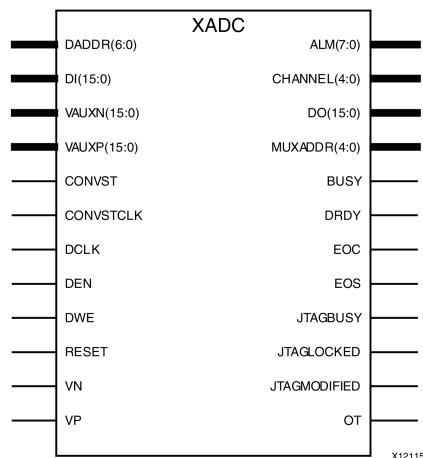 XADC
DADDR(6:0) ALM(7:0)
DI(15:0) CHANNEL(4:0)
VAUXN(15:0) DO(15:0)
VAUXP(15:0) MUXADDR(4:0)
CONVST BUSY
CONVSTCLK DRDY
DCLK EOC
DEN EOS
DWE JTAGBUSY
RESET JTAGLOCKED
VN JTAGMODIFIED
VP OT
X12115